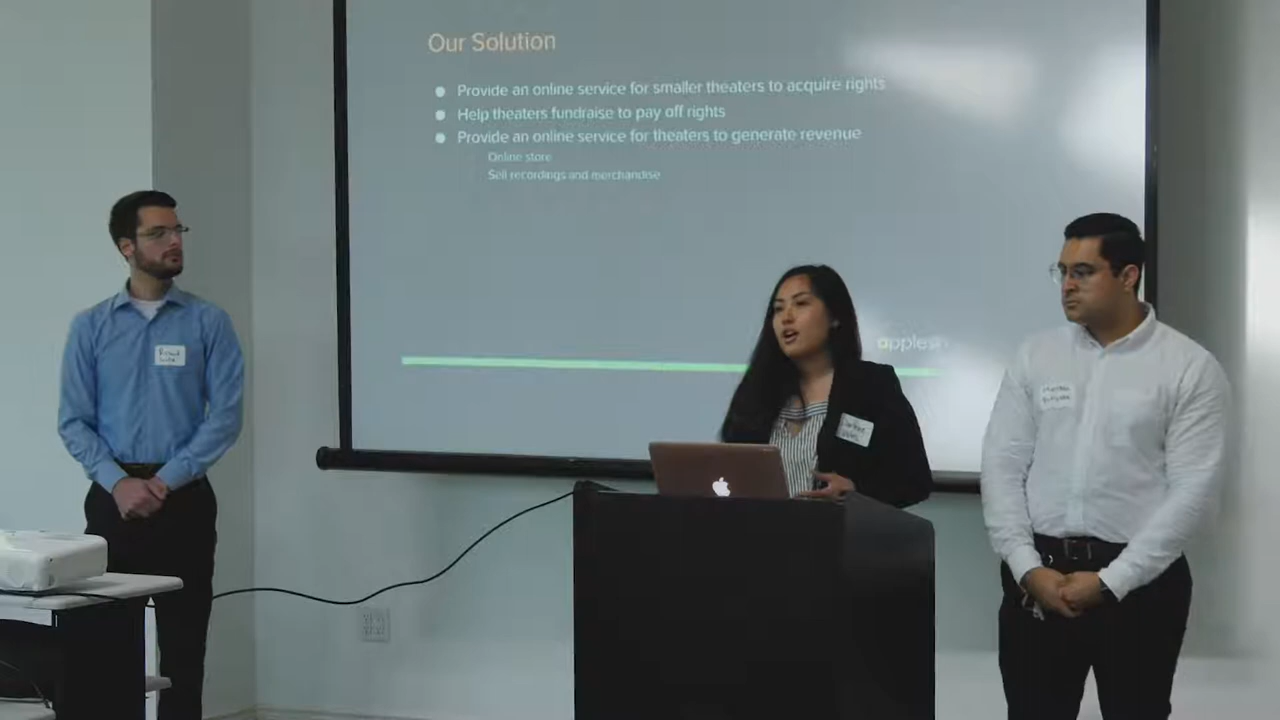 Our Solution
Provide an online service for smaller theaters to acquire rights
Help theaters fundraise to pay off rights
Provide an online service for theaters to generate revenue
Online store
Sell recordings and merchandise